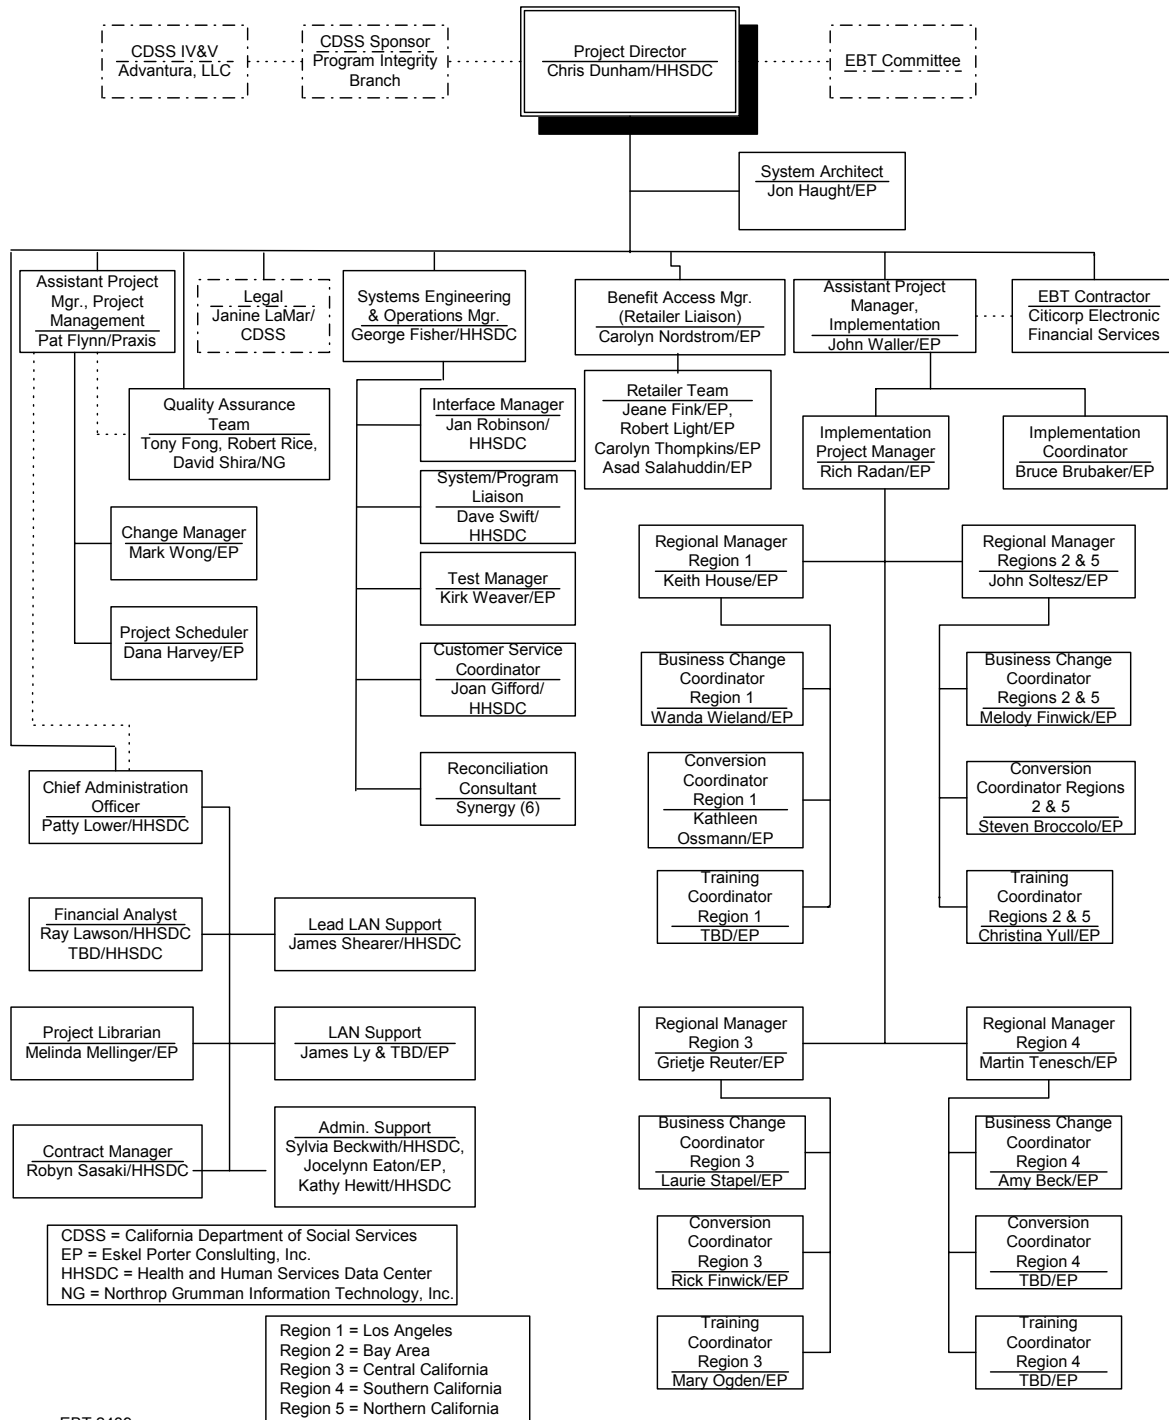 CDSS IV&V
Advantura, LLC
CDSS Sponsor
Program Integrity
Branch
Project Director
Chris Dunham/HHSDC
EBT Committee
System Architect
Jon Haught/EP
Assistant Project
Mgr., Project
Management
Pat Flynn/Praxis
Legal
Janine LaMar/
CDSS
Systems Engineering
& Operations Mgr.
George Fisher/HHSDC
Benefit Access Mgr.
(Retailer Liaison)
Carolyn Nordstrom/EP
Assistant Project
Manager,
Implementation
John Waller/EP
EBT Contractor
Citicorp Electronic
Financial Services
Quality Assurance
Team
Tony Fong, Robert Rice,
David Shira/NG
Interface Manager
Jan Robinson/
HHSDC
Retailer Team
Jeane Fink/EP,
Robert Light/EP
Carolyn Thompkins/EP
Asad Salahuddin/EP
Implementation
Project Manager
Rich Radan/EP
Implementation
Coordinator
Bruce Brubaker/EP
System/Program
Liaison
Dave Swift/
HHSDC
Change Manager
Mark Wong/EP
Regional Manager
Region 1
Keith House/EP
Regional Manager
Regions 2 & 5
John Soltesz/EP
Test Manager
Kirk Weaver/EP
Project Scheduler
Dana Harvey/EP
Customer Service
Coordinator
Joan Gifford/
HHSDC
Business Change
Coordinator
Region 1
Wanda Wieland/EP
Business Change
Coordinator
Regions 2 & 5
Melody Finwick/EP
Chief Administration
Officer
Patty Lower/HHSDC
Reconciliation
Consultant
Synergy (6)
Conversion
Coordinator
Region 1
Kathleen
Ossmann/EP
Conversion
Coordinator Regions
2 & 5
Steven Broccolo/EP
Training
Coordinator
Region 1
TBD/EP
Training
Coordinator
Regions 2 & 5
Christina Yull/EP
Financial Analyst
Ray Lawson/HHSDC
TBD/HHSDC
Lead LAN Support
James Shearer/HHSDC
Project Librarian
Melinda Mellinger/EP
LAN Support
James Ly & TBD/EP
Regional Manager
Region 3
Grietje Reuter/EP
Regional Manager
Region 4
Martin Tenesch/EP
Contract Manager
Robyn Sasaki/HHSDC
Admin. Support
Sylvia Beckwith/HHSDC,
Jocelynn Eaton/EP,
Kathy Hewitt/HHSDC
Business Change
Coordinator
Region 3
Laurie Stapel/EP
Business Change
Coordinator
Region 4
Amy Beck/EP
Conversion
Coordinator
Region 3
Rick Finwick/EP
Conversion
Coordinator
Region 4
TBD/EP
Training
Coordinator
Region 3
Mary Ogden/EP
Training
Coordinator
Region 4
TBD/EP
CDSS = California Department of Social Services
EP = Eskel Porter Conslulting, Inc.
HHSDC = Health and Human Services Data Center
NG = Northrop Grumman Information Technology, Inc.
Region 1 = Los Angeles
Region 2 = Bay Area
Region 3 = Central California
Region 4 = Southern California
Region 5 = Northern California